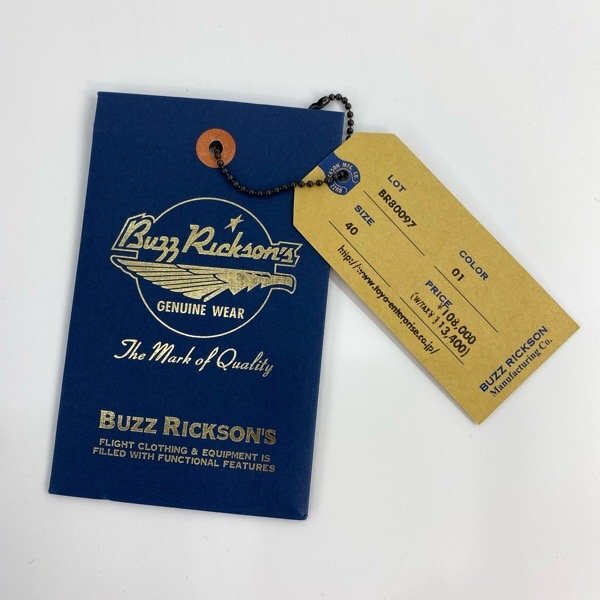 Buzz Rickson's
GENUINE WEAR
The Mark of Quality
BUZZ RICKSON'S
FLIGHT CLOTHING & EQUIPMENT IS
FILLED WITH FUNCTIONAL FEATURES
LOT
BR80097
COLOR
01
SIZE
40
PRICE
¥108,000
(W/TAX¥113,400)
http://www.toyo-enterprise.co.jp/
BUZZ RICKSON
Manufacturing Co.